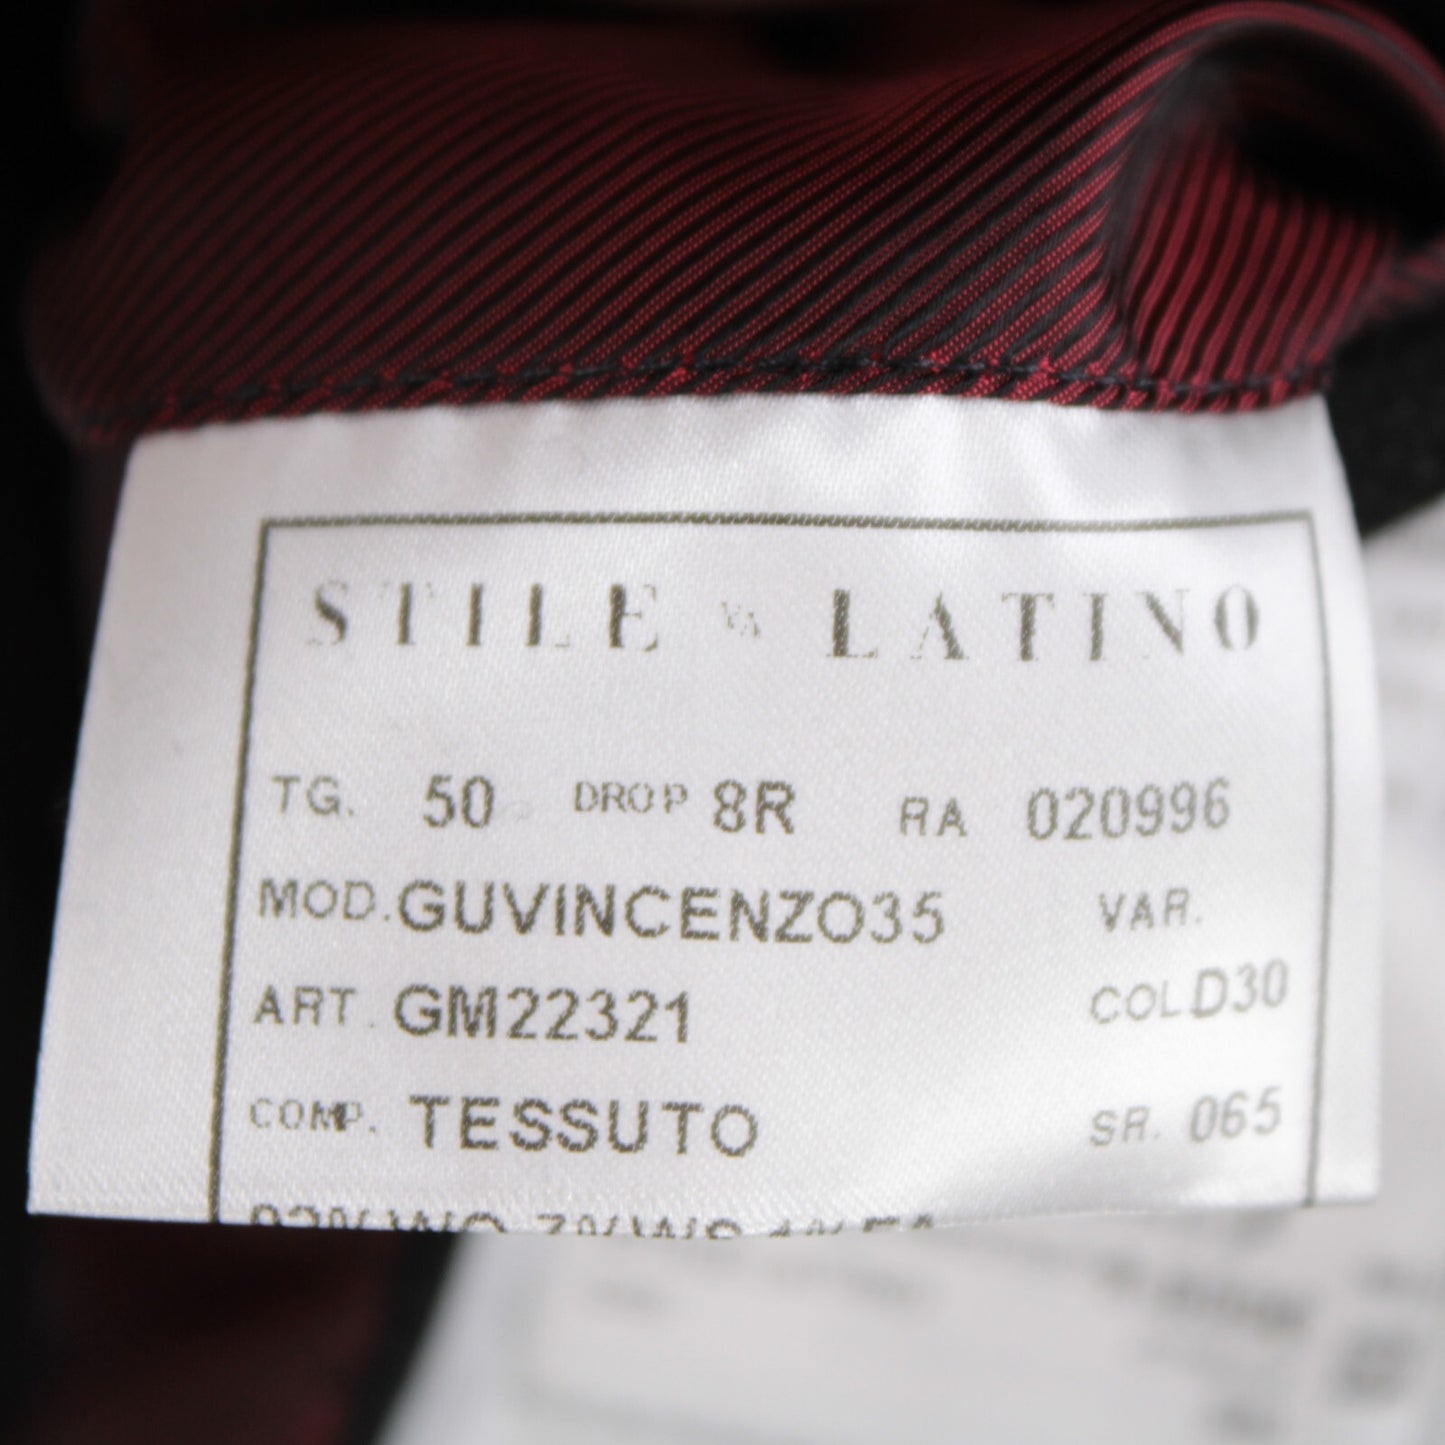 STILE LATINO
TG. 50 DROP 8R RA 020996
MOD. GUVINCENZO35 VAR.
ART. GM22321 COL D30
COMP. TESSUTO SR. 065